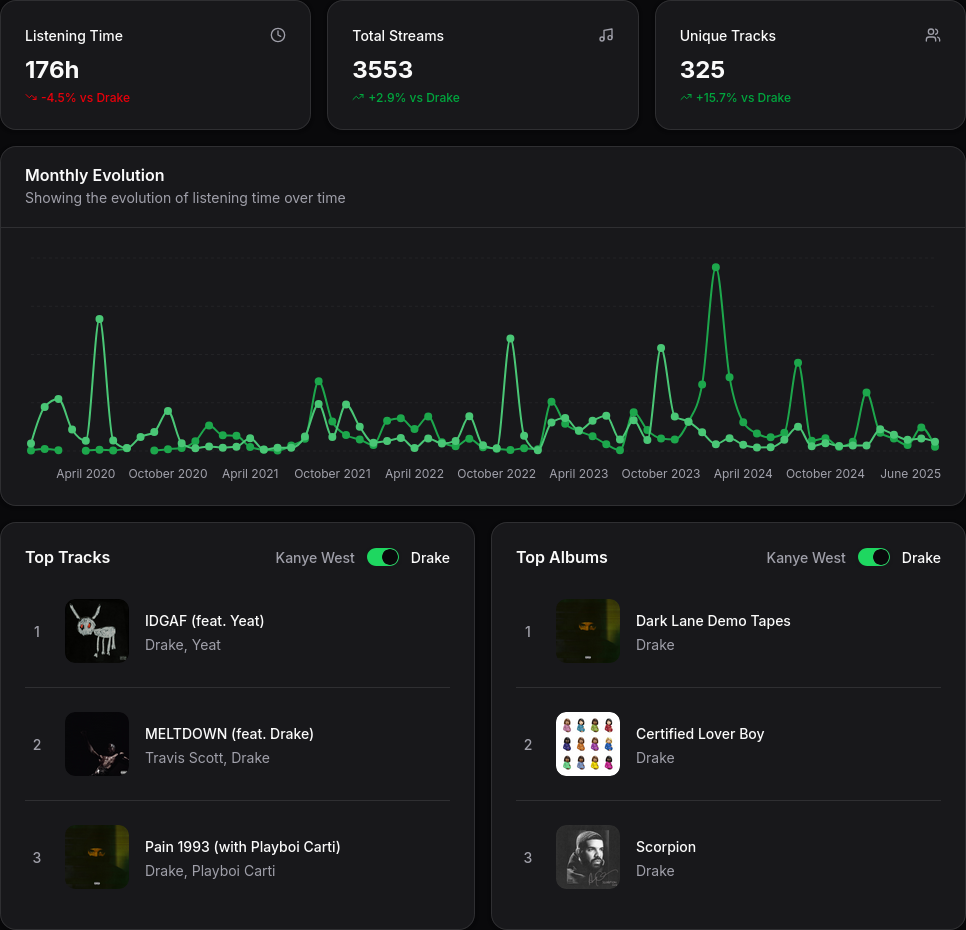 Listening Time
176h
-4.5% vs Drake
Total Streams
3553
+2.9% vs Drake
Unique Tracks
325
+15.7% vs Drake
Monthly Evolution
Showing the evolution of listening time over time
April 2020 October 2020 April 2021 October 2021 April 2022 October 2022 April 2023 October 2023 April 2024 October 2024 June 2025
Top Tracks
Kanye West Drake
1
IDGAF (feat. Yeat)
Drake, Yeat
2
MELTDOWN (feat. Drake)
Travis Scott, Drake
3
Pain 1993 (with Playboi Carti)
Drake, Playboi Carti
Top Albums
Kanye West Drake
1
Dark Lane Demo Tapes
Drake
2
Certified Lover Boy
Drake
3
Scorpion
Drake